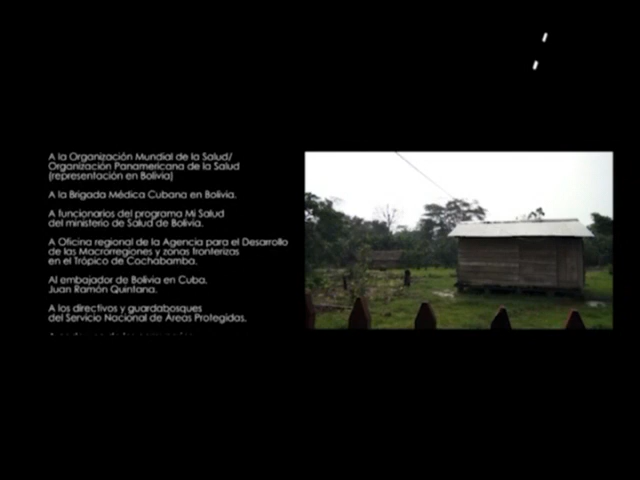 A la Organización Mundial de la Salud/
Organización Panamericana de la Salud
(representación en Bolivia)
A la Brigada Médica Cubana en Bolivia.
A funcionarios del programa Mi Salud
del ministerio de Salud de Bolivia.
A Oficina regional de la Agencia para el Desarrollo
de las Macrorregiones y zonas fronterizas
en el Trópico de Cochabamba.
Al embajador de Bolivia en Cuba.
Juan Ramón Quintana.
A los directivos y guardabosques
del Servicio Nacional de Áreas Protegidas.